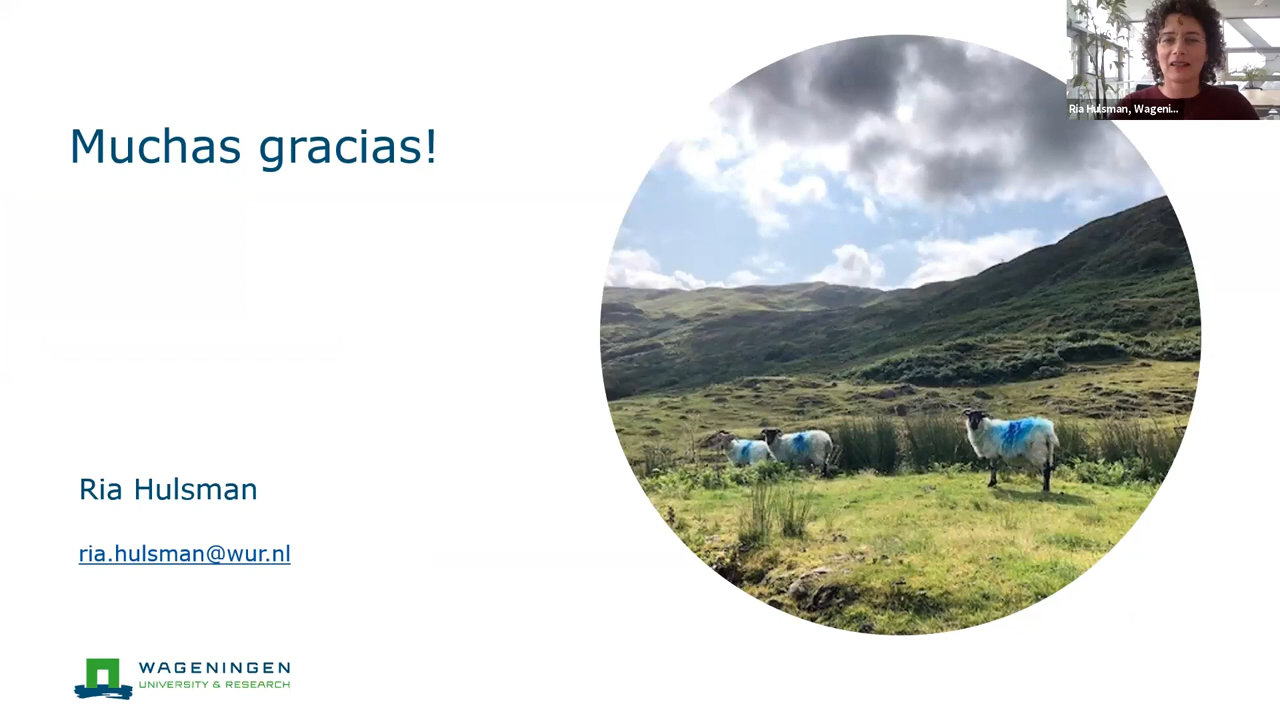 Ria Hulsman, Wageni...
Muchas gracias!
Ria Hulsman
ria.hulsman@wur.nl
WAGENINGEN
UNIVERSITY & RESEARCH